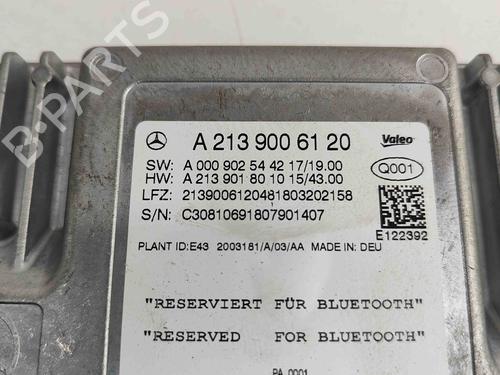 B-PARTS
A 213 900 61 20
Valeo
SW: A 000 902 54 42 17/19.00
HW: A 213 901 80 10 15/43.00
Q001
LFZ: 2139006120481803202158
S/N: C30810691807901407
E122392
PLANT ID:E43 2003181/A/03/AA MADE IN: DEU
"RESERVIERT FÜR BLUETOOTH"
"RESERVED FOR BLUETOOTH"
PA 0001